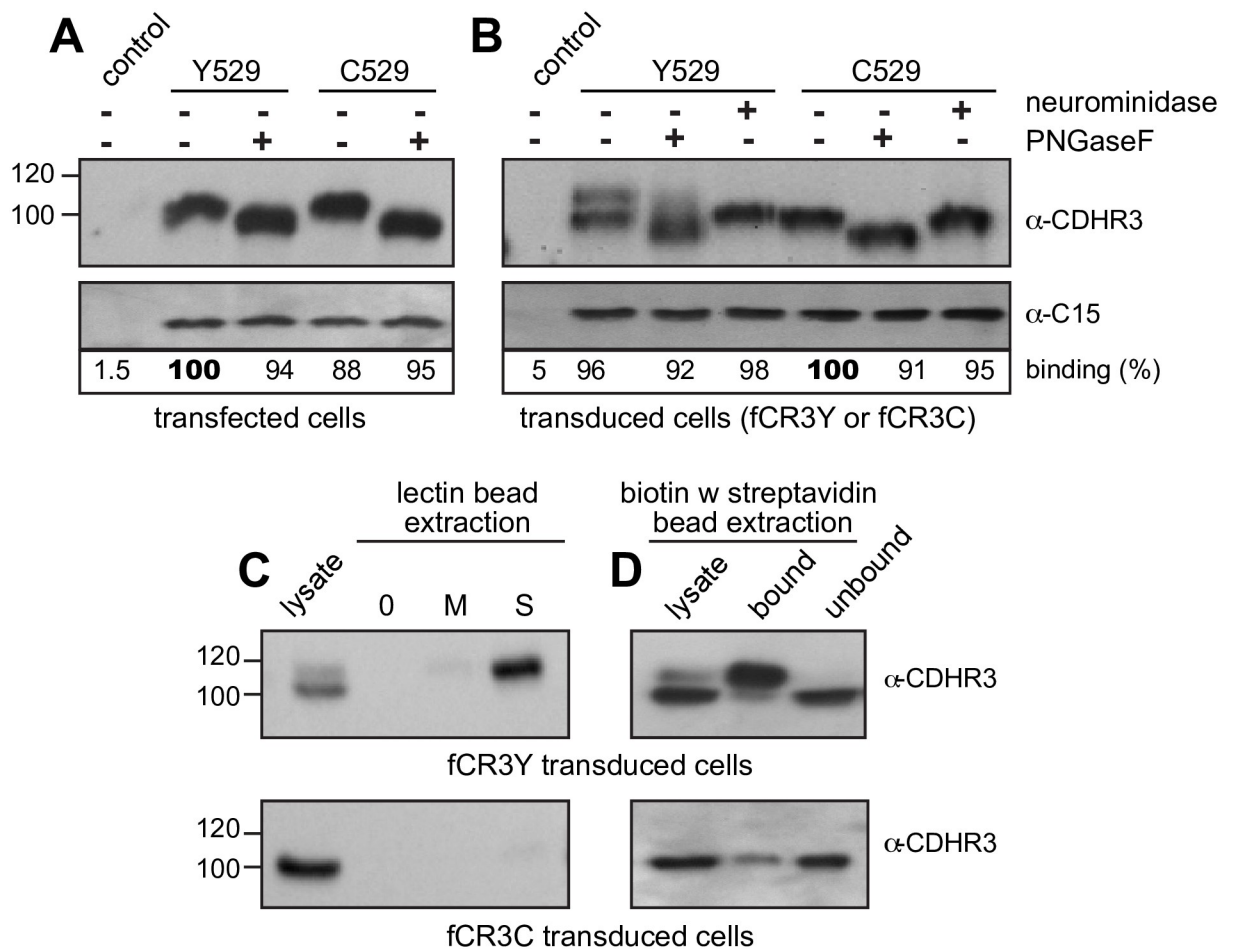 A
control
Y529
C529
- - - - -
- - + - +
120
100
1.5 100 94 88 95
transfected cells
B
control
Y529
C529
- - - + - - + neurominidase
- - + - - + - PNGaseF
α-CDHR3
α-C15
5 96 92 98 100 91 95 binding (%)
transduced cells (fCR3Y or fCR3C)
C
lectin bead
extraction
lysate 0 M S
120
100
D
biotin w streptavidin
bead extraction
lysate bound unbound
α-CDHR3
fCR3Y transduced cells
120
100
α-CDHR3
fCR3C transduced cells